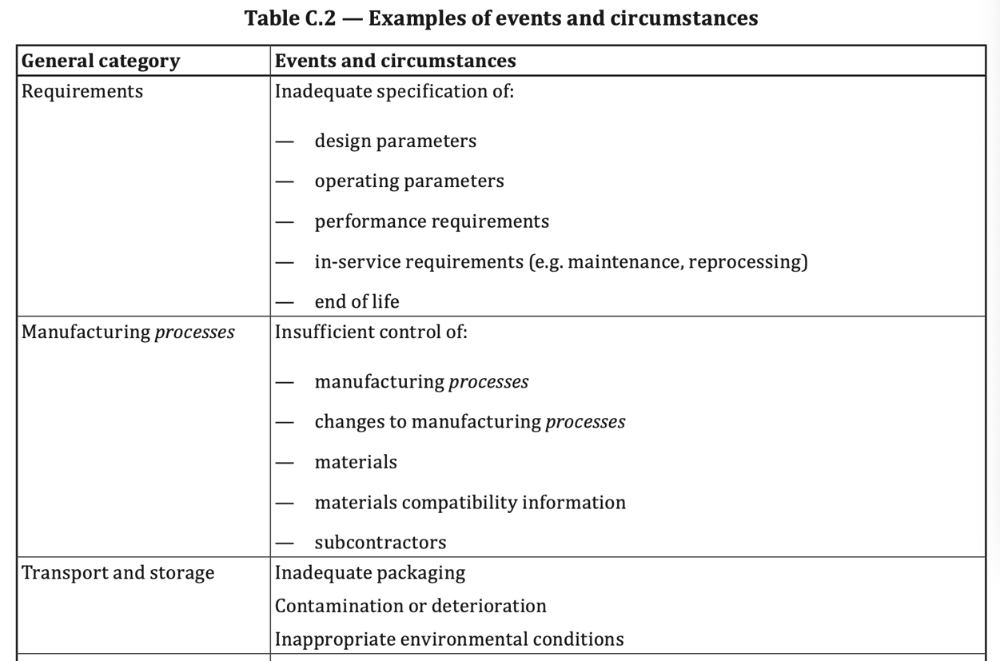 Table C.2 — Examples of events and circumstances
General category
Events and circumstances
Requirements
Inadequate specification of:
— design parameters
— operating parameters
— performance requirements
— in-service requirements (e.g. maintenance, reprocessing)
— end of life
Manufacturing processes
Insufficient control of:
— manufacturing processes
— changes to manufacturing processes
— materials
— materials compatibility information
— subcontractors
Transport and storage
Inadequate packaging
Contamination or deterioration
Inappropriate environmental conditions